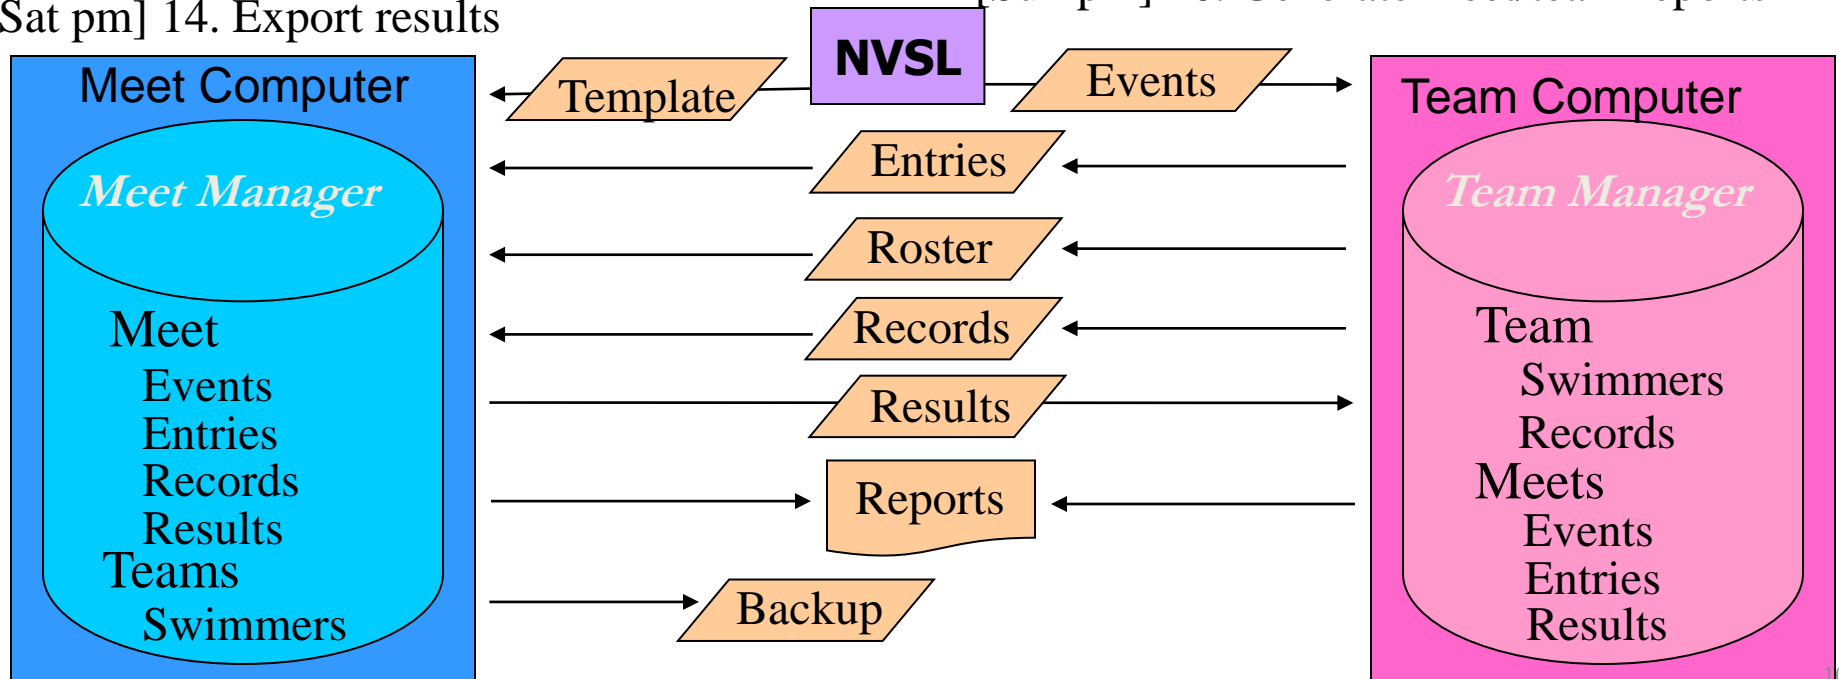 Sat pm] 14. Export results
NVSL
Meet Computer
Template
Events
Team Computer
Meet Manager
Entries
Team Manager
Roster
Meet
Events
Entries
Records
Results
Teams
Swimmers
Records
Results
Reports
Backup
Team
Swimmers
Records
Meets
Events
Entries
Results